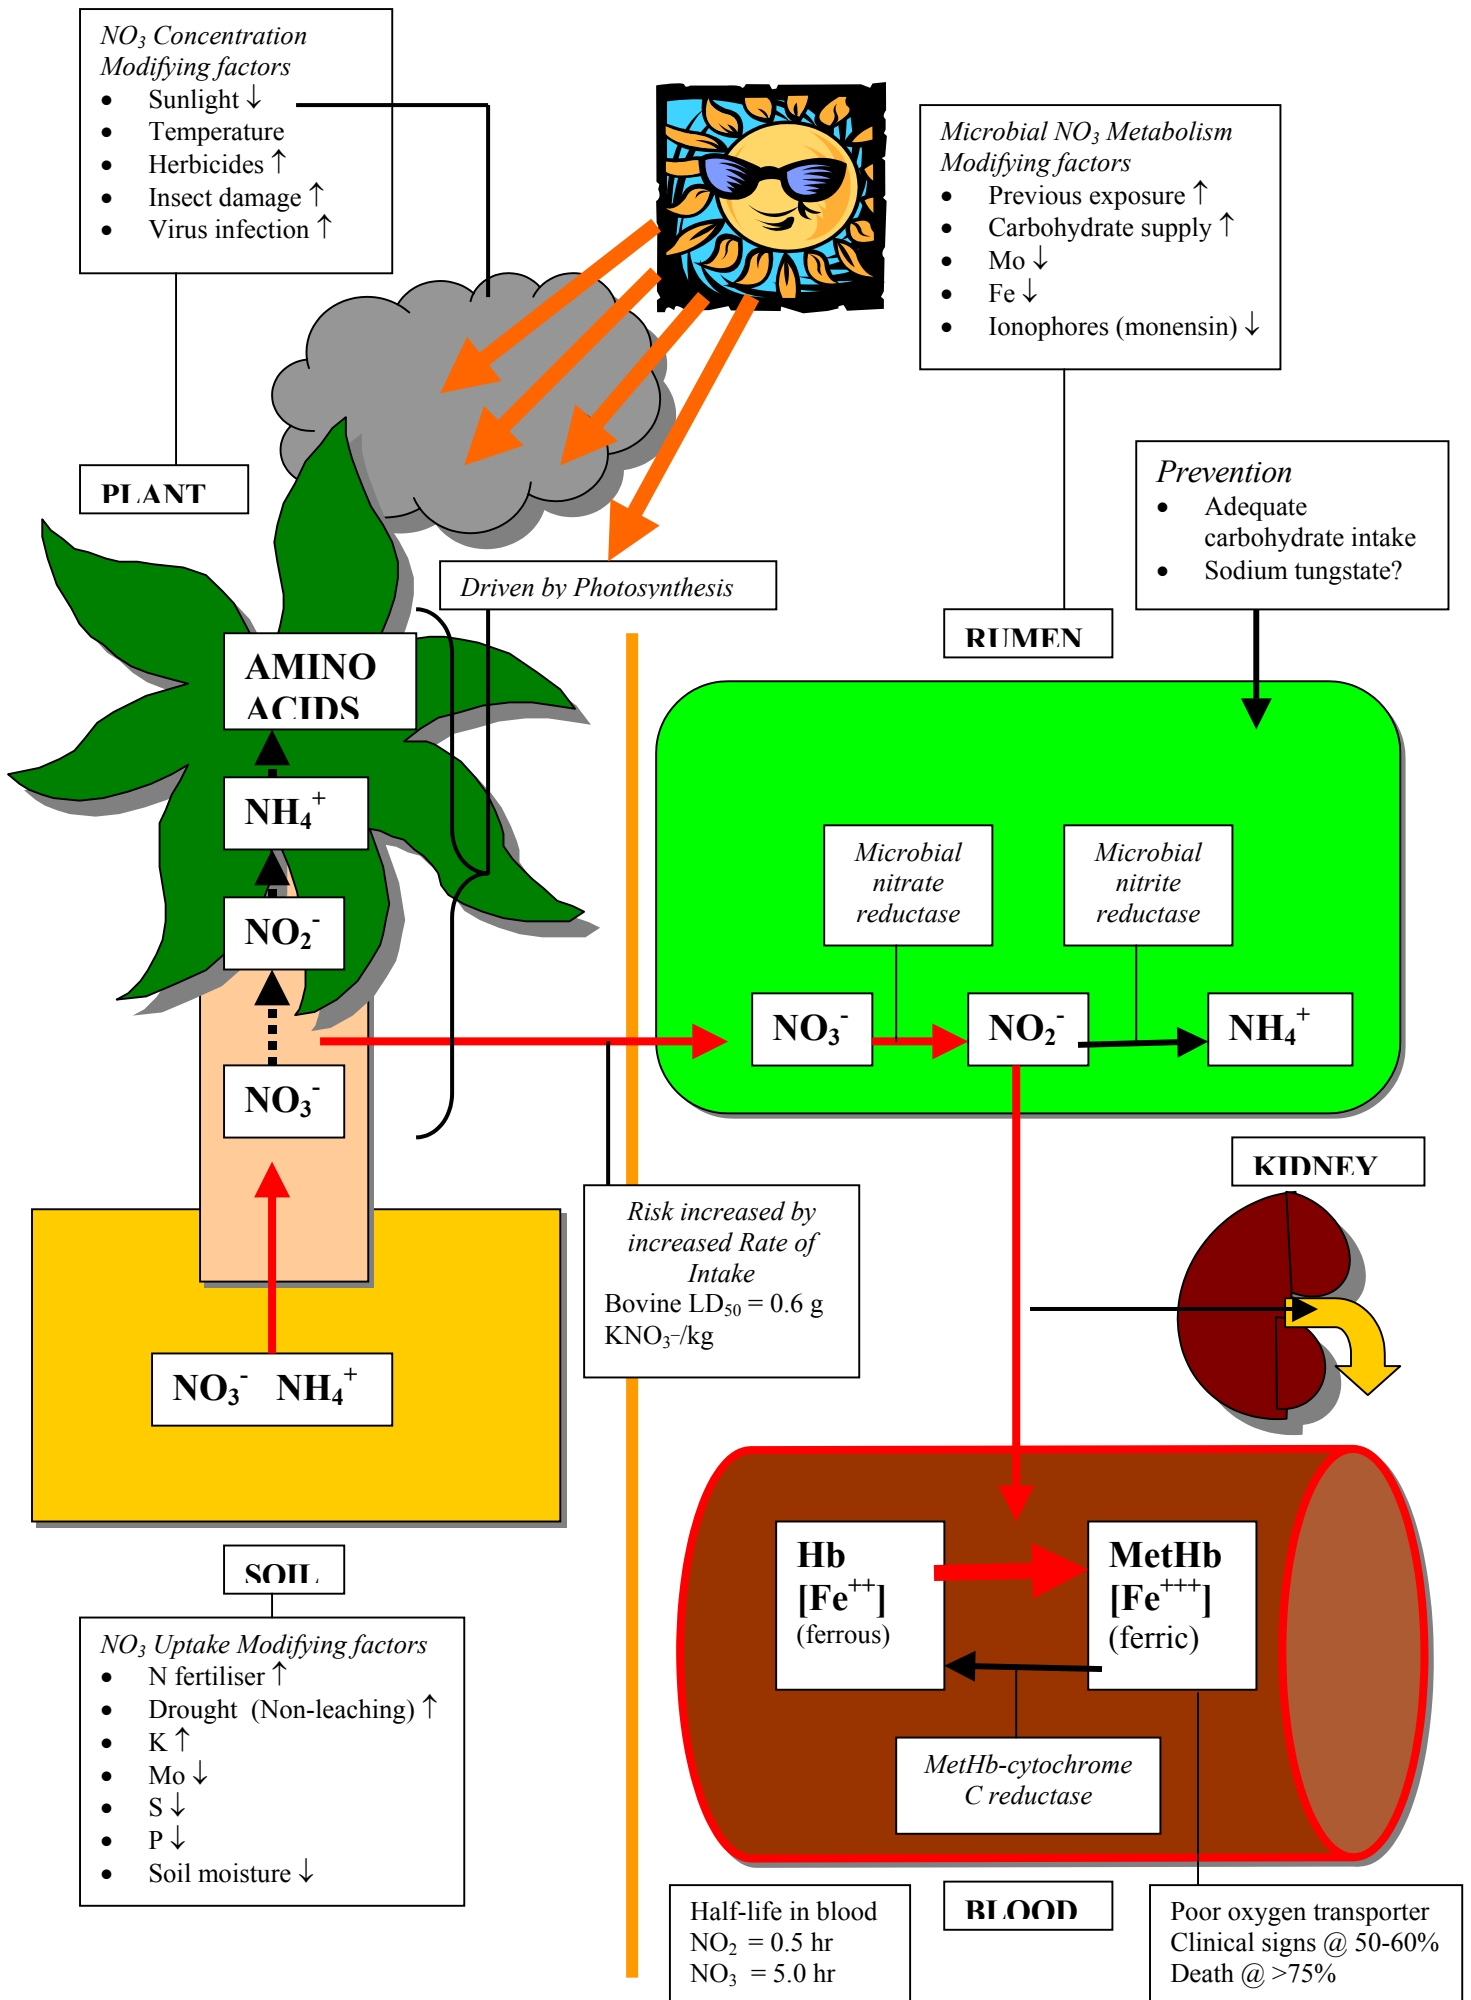 NO₃ Concentration
Modifying factors
• Sunlight ↓
• Temperature
• Herbicides ↑
• Insect damage ↑
• Virus infection ↑
Microbial NO₃ Metabolism
Modifying factors
• Previous exposure ↑
• Carbohydrate supply ↑
• Mo ↓
• Fe ↓
• Ionophores (monensin) ↓
PLANT
Prevention
• Adequate
carbohydrate intake
• Sodium tungstate?
Driven by Photosynthesis
RUMEN
AMINO
ACIDS
NH₄⁺
NO₂⁻
NO₃⁻
Microbial
nitrate
reductase
Microbial
nitrite
reductase
NO₃⁻
NO₂⁻
NH₄⁺
KIDNEY
Risk increased by
increased Rate of
Intake
Bovine LD₅₀ = 0.6 g
KNO₃⁻/kg
NO₃⁻ NH₄⁺
SOIL
NO₃ Uptake Modifying factors
• N fertiliser ↑
• Drought (Non-leaching) ↑
• K ↑
• Mo ↓
• S ↓
• P ↓
• Soil moisture ↓
Hb
[Fe⁺⁺]
(ferrous)
MetHb
[Fe⁺⁺⁺]
(ferric)
MetHb-cytochrome
C reductase
BLOOD
Half-life in blood
NO₂ = 0.5 hr
NO₃ = 5.0 hr
Poor oxygen transporter
Clinical signs @ 50-60%
Death @ >75%